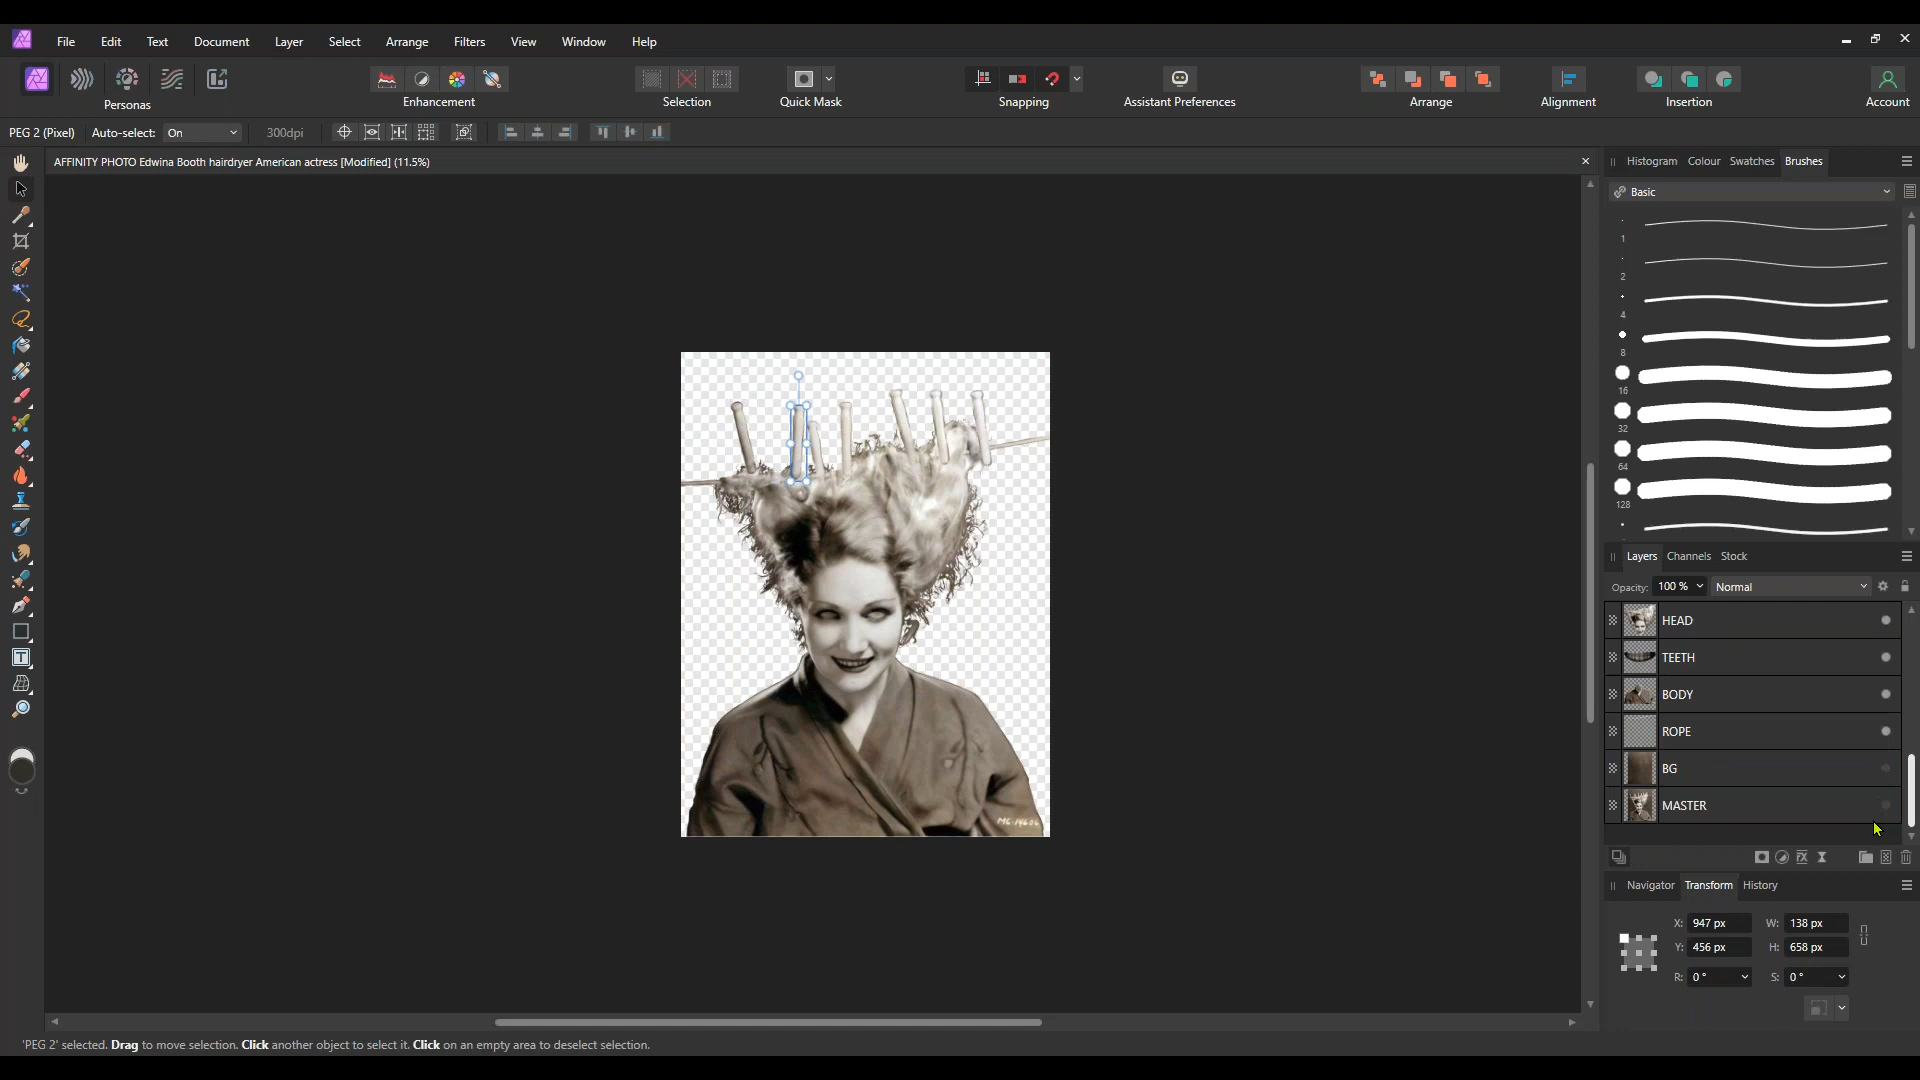 File Edit Text Document Layer Select Arrange Filters View Window Help
Personas Enhancement Selection Quick Mask Snapping Assistant Preferences Arrange Alignment Insertion Account
PEG 2 (Pixel) Auto-select: On 300dpi
AFFINITY PHOTO Edwina Booth hairdryer American actress [Modified] (11.5%)
Histogram Colour Swatches Brushes
Basic
1
2
4
8
16
32
64
128
Layers Channels Stock
Opacity: 100 % Normal
HEAD
TEETH
BODY
ROPE
BG
MASTER
Navigator Transform History
X: 947 px W: 138 px
Y: 456 px H: 658 px
R: 0 ° S: 0 °
'PEG 2' selected. Drag to move selection. Click another object to select it. Click on an empty area to deselect selection.